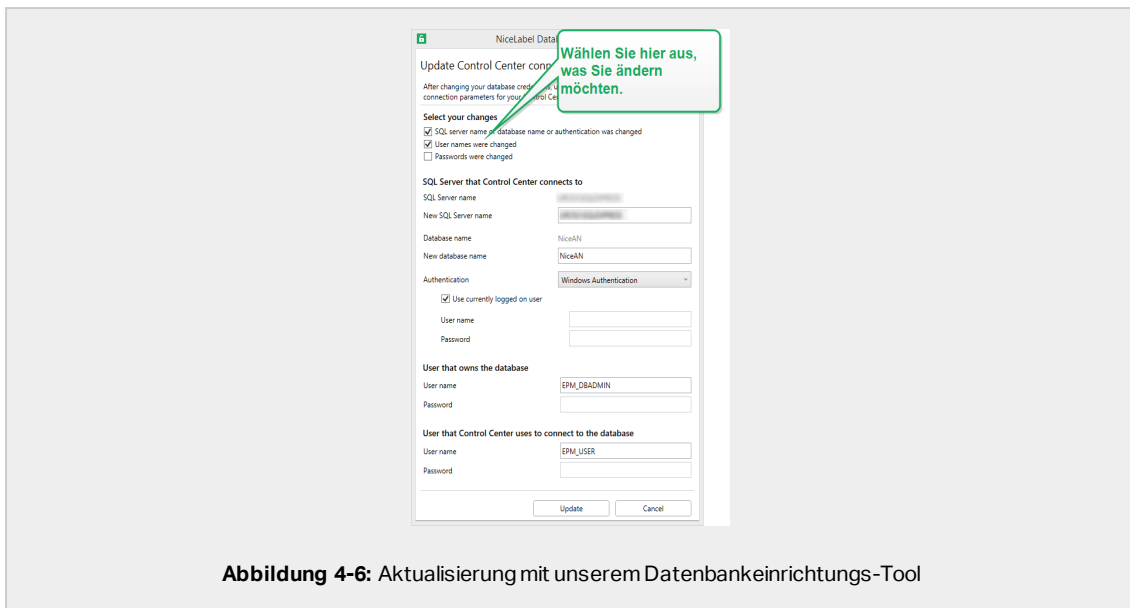 NiceLabel Data
Wählen Sie hier aus,
was Sie ändern
möchten.
Update Control Center conn
After changing your database creden
connection parameters for your
Select your changes
SQL server name or database name or authentication was changed
User names were changed
Passwords were changed
SQL Server that Control Center connects to
SQL Server name
New SQL Server name
Database name NiceAN
New database name NiceAN
Authentication Windows Authentication
Use currently logged on user
User name
Password
User that owns the database
User name EPM_DBADMIN
Password
User that Control Center uses to connect to the database
User name EPM_USER
Password
Update Cancel
Abbildung 4-6: Aktualisierung mit unserem Datenbankeinrichtungs-Tool